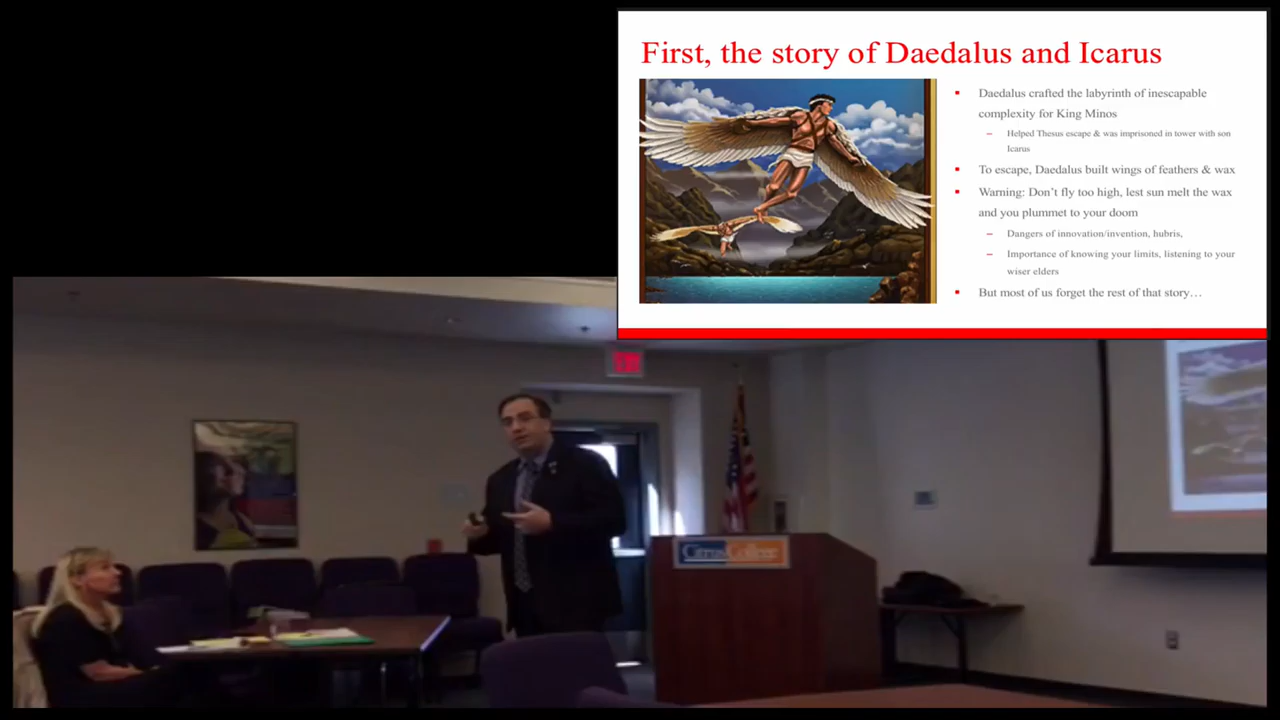 First, the story of Daedalus and Icarus
▪ Daedalus crafted the labyrinth of inescapable
complexity for King Minos
– Helped Thesus escape & was imprisoned in tower with son
Icarus
▪ To escape, Daedalus built wings of feathers & wax
▪ Warning: Don’t fly too high, lest sun melt the wax
and you plummet to your doom
– Dangers of innovation/invention, hubris,
– Importance of knowing your limits, listening to your
wiser elders
▪ But most of us forget the rest of that story…
EXIT
Citrus College